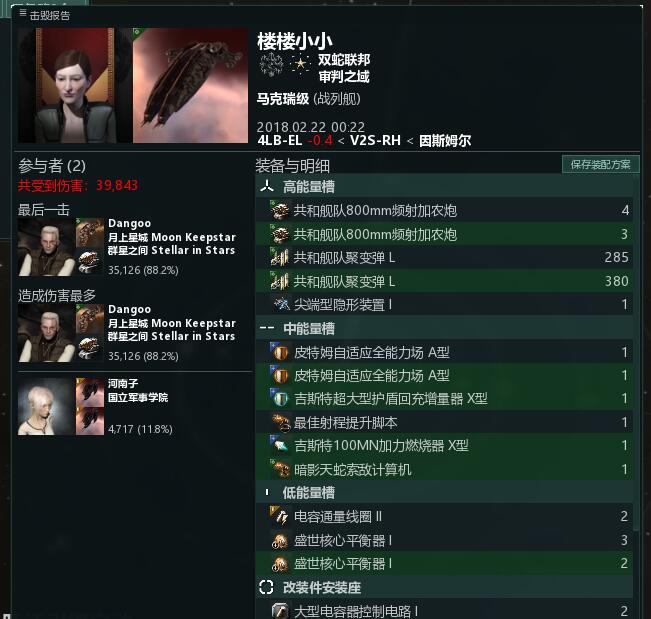 击毁报告
楼楼小小
双蛇联邦
审判之域
马克瑞级 (战列舰)
2018.02.22 00:22
4LB-EL -0.4 < V2S-RH < 因斯姆尔
参与者 (2)
共受到伤害：39,843
最后一击
Dangoo
月上星城 Moon Keepstar
群星之间 Stellar in Stars
35,126 (88.2%)
造成伤害最多
Dangoo
月上星城 Moon Keepstar
群星之间 Stellar in Stars
35,126 (88.2%)
河南子
国立军事学院
4,717 (11.8%)
装备与明细
保存装配方案
高能量槽
共和舰队800mm频射加农炮 4
共和舰队800mm频射加农炮 3
共和舰队聚变弹 L 285
共和舰队聚变弹 L 380
尖端型隐形装置 I 1
中能量槽
皮特姆自适应全能力场 A型 1
皮特姆自适应全能力场 A型 1
吉斯特超大型护盾回充增量器 X型 1
最佳射程提升脚本 1
吉斯特100MN加力燃烧器 X型 1
暗影天蛇索敌计算机 1
低能量槽
电容通量线圈 II 2
盛世核心平衡器 I 3
盛世核心平衡器 I 2
改装件安装座
大型电容器控制电路 I 2